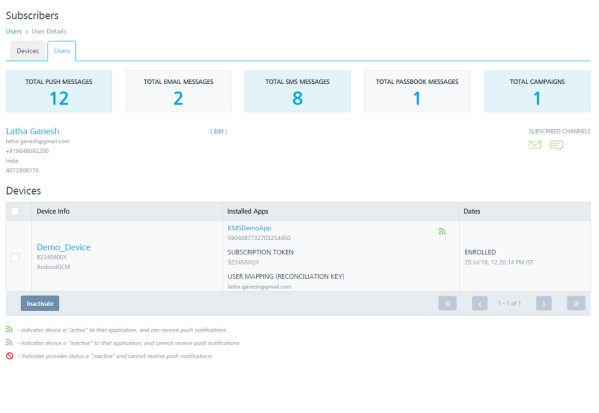 Subscribers
Users > User Details
Devices
Users
TOTAL PUSH MESSAGES
12
TOTAL EMAIL MESSAGES
2
TOTAL SMS MESSAGES
8
TOTAL PASSBOOK MESSAGES
1
TOTAL CAMPAIGNS
1
Latha Ganesh
[ Edit ]
SUBSCRIBED CHANNELS
latha.ganesh@gmail.com
+919848092200
India
4072908176
Devices
Device Info
Installed Apps
Dates
Demo_Device
82345600X
AndroidGCM
KMSDemoApp
5904097732703254450
SUBSCRIPTION TOKEN
923456XQY
USER MAPPING (RECONCILIATION KEY)
latha.ganesh@gmail.com
ENROLLED
20 Jul'16, 12:20:14 PM IST
Inactivate
« ‹ 1 - 1 of 1 › »
- indicates device is "active" to that application, and can receive push notifications.
- Indicates device is "inactive" to that application, and cannot receive push notifications
- Indicates provider status is "inactive" and cannot receive push notifications